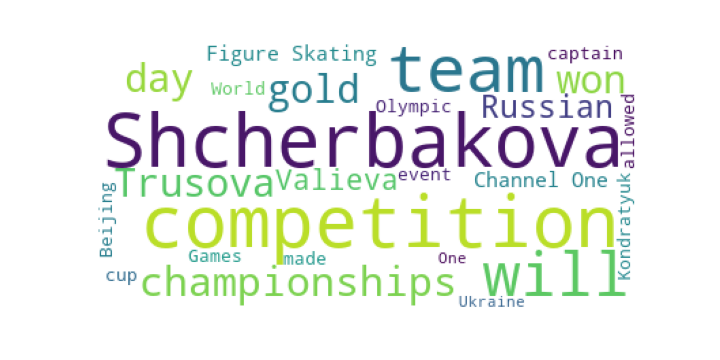 Figure Skating
captain
day
World
gold
team
won
Olympic
Russian
allowed
Shcherbakova
Trusova
Valieva
event
Channel One
Beijing
Kondratyuk
competition
Games
made
One
cup
championships
will
Ukraine